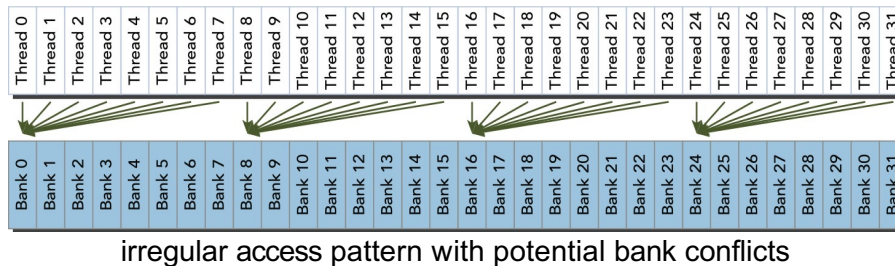 Thread 0 Thread 1 Thread 2 Thread 3 Thread 4 Thread 5 Thread 6 Thread 7 Thread 8 Thread 9 Thread 10 Thread 11 Thread 12 Thread 13 Thread 14 Thread 15 Thread 16 Thread 17 Thread 18 Thread 19 Thread 20 Thread 21 Thread 22 Thread 23 Thread 24 Thread 25 Thread 26 Thread 27 Thread 28 Thread 29 Thread 30 Thread 31
Bank 0 Bank 1 Bank 2 Bank 3 Bank 4 Bank 5 Bank 6 Bank 7 Bank 8 Bank 9 Bank 10 Bank 11 Bank 12 Bank 13 Bank 14 Bank 15 Bank 16 Bank 17 Bank 18 Bank 19 Bank 20 Bank 21 Bank 22 Bank 23 Bank 24 Bank 25 Bank 26 Bank 27 Bank 28 Bank 29 Bank 30 Bank 31
irregular access pattern with potential bank conflicts